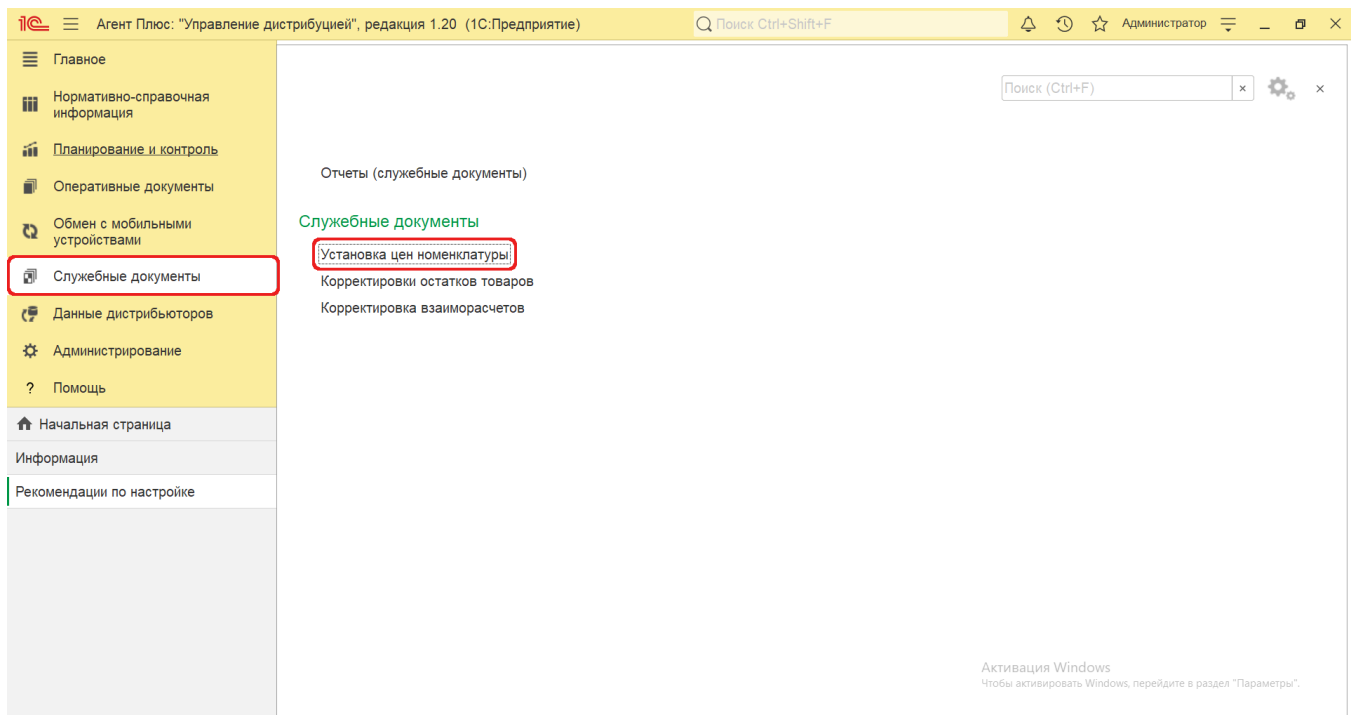 1С Агент Плюс: "Управление дистрибуцией", редакция 1.20 (1С:Предприятие) Поиск Ctrl+Shift+F Администратор
Главное
Нормативно-справочная
информация
Планирование и контроль
Оперативные документы
Обмен с мобильными
устройствами
Служебные документы
Данные дистрибьюторов
Администрирование
? Помощь
Начальная страница
Информация
Рекомендации по настройке
Поиск (Ctrl+F)
Отчеты (служебные документы)
Служебные документы
Установка цен номенклатуры
Корректировки остатков товаров
Корректировка взаиморасчетов
Активация Windows
Чтобы активировать Windows, перейдите в раздел "Параметры".